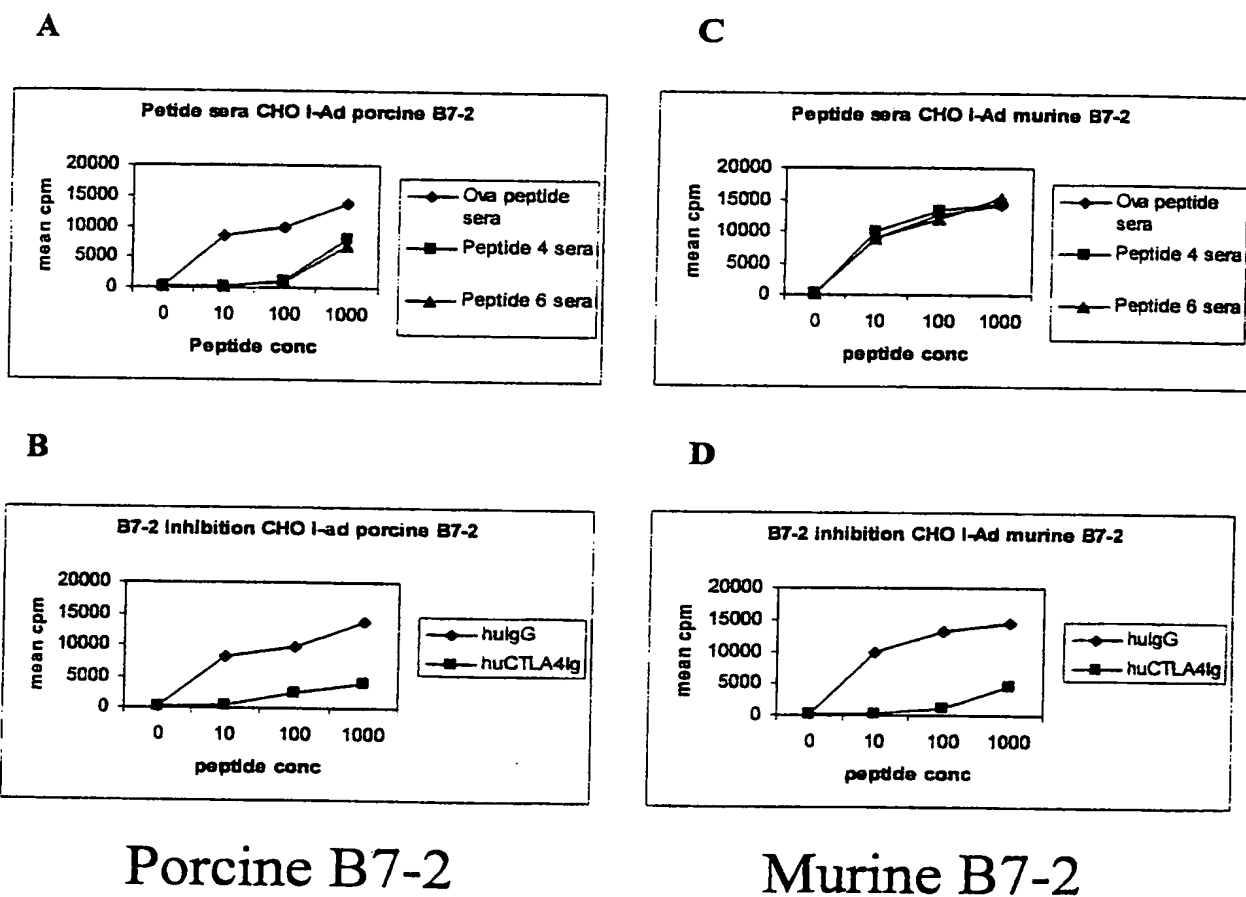 A
Petide sera CHO I-Ad porcine B7-2
20000
15000
10000
5000
0
mean cpm
0 10 100 1000
Peptide conc
Ova peptide
sera
Peptide 4 sera
Peptide 6 sera
C
Peptide sera CHO I-Ad murine B7-2
20000
15000
10000
5000
0
mean cpm
0 10 100 1000
peptide conc
Ova peptide
sera
Peptide 4 sera
Peptide 6 sera
B
B7-2 inhibition CHO I-ad porcine B7-2
20000
15000
10000
5000
0
mean cpm
0 10 100 1000
peptide conc
huIgG
huCTLA4Ig
D
B7-2 inhibition CHO I-Ad murine B7-2
20000
15000
10000
5000
0
mean cpm
0 10 100 1000
peptide conc
huIgG
huCTLA4Ig
Porcine B7-2
Murine B7-2